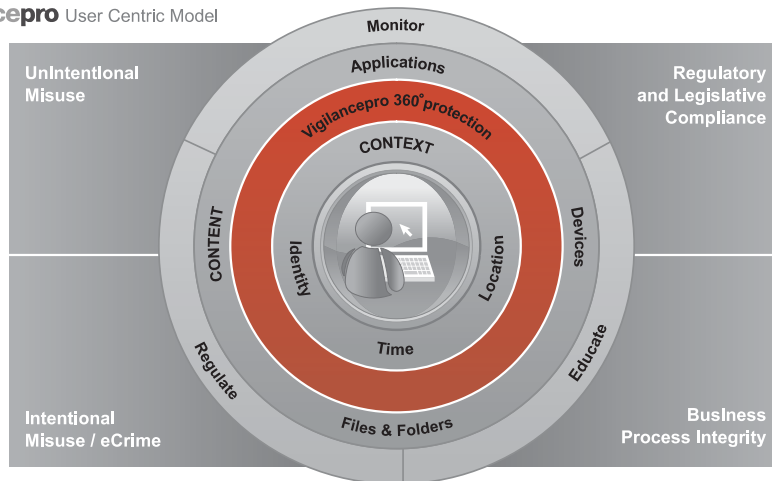 cepro User Centric Model
Monitor
UnIntentional
Misuse
Applications
Regulatory
and Legislative
Compliance
Vigilancepro 360°protection
CONTEXT
CONTENT
Identity
Location
Devices
Time
Regulate
Educate
Files & Folders
Intentional
Misuse / eCrime
BusIness
Process Integrity